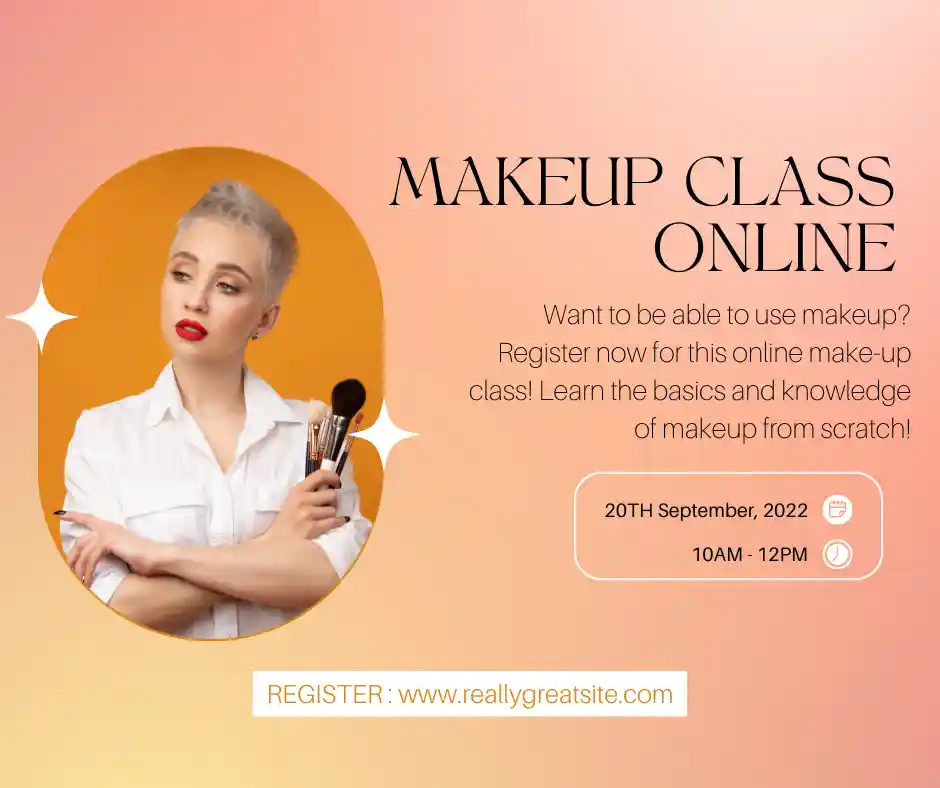 MAKEUP CLASS
ONLINE
Want to be able to use makeup?
Register now for this online make-up
class! Learn the basics and knowledge
of makeup from scratch!
20TH September, 2022
10AM - 12PM
REGISTER : www.reallygreatsite.com